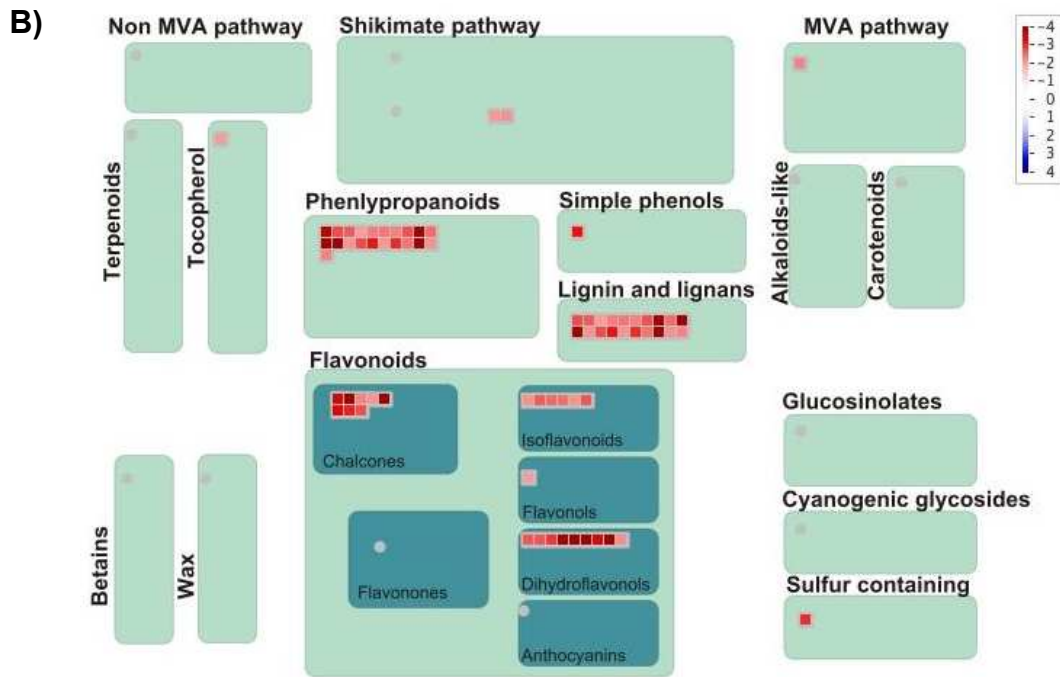 B)
Non MVA pathway
Shikimate pathway
MVA pathway
-4
-3
-2
-1
0
1
2
3
4
Terpenoids
Tocopherol
Phenlypropanoids
Simple phenols
Alkaloids-like
Carotenoids
Lignin and lignans
Flavonoids
Chalcones
Isoflavonoids
Flavonols
Flavonones
Dihydroflavonols
Anthocyanins
Glucosinolates
Cyanogenic glycosides
Sulfur containing
Betains
Wax